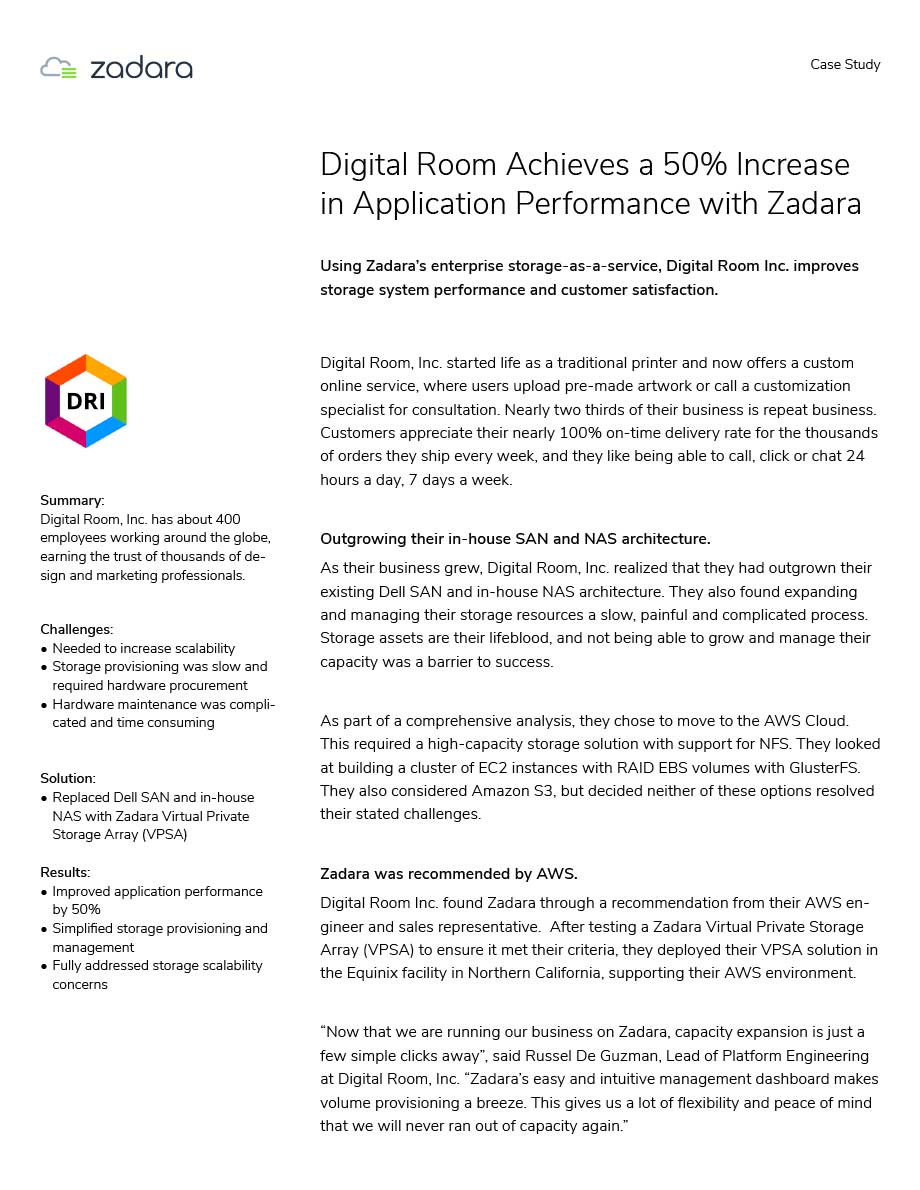 zadara
Case Study
Digital Room Achieves a 50% Increase
in Application Performance with Zadara
Using Zadara’s enterprise storage-as-a-service, Digital Room Inc. improves
storage system performance and customer satisfaction.
DRI
Summary:
Digital Room, Inc. has about 400
employees working around the globe,
earning the trust of thousands of de-
sign and marketing professionals.
Challenges:
• Needed to increase scalability
• Storage provisioning was slow and
required hardware procurement
• Hardware maintenance was compli-
cated and time consuming
Solution:
• Replaced Dell SAN and in-house
NAS with Zadara Virtual Private
Storage Array (VPSA)
Results:
• Improved application performance
by 50%
• Simplified storage provisioning and
management
• Fully addressed storage scalability
concerns
Digital Room, Inc. started life as a traditional printer and now offers a custom
online service, where users upload pre-made artwork or call a customization
specialist for consultation. Nearly two thirds of their business is repeat business.
Customers appreciate their nearly 100% on-time delivery rate for the thousands
of orders they ship every week, and they like being able to call, click or chat 24
hours a day, 7 days a week.
Outgrowing their in-house SAN and NAS architecture.
As their business grew, Digital Room, Inc. realized that they had outgrown their
existing Dell SAN and in-house NAS architecture. They also found expanding
and managing their storage resources a slow, painful and complicated process.
Storage assets are their lifeblood, and not being able to grow and manage their
capacity was a barrier to success.
As part of a comprehensive analysis, they chose to move to the AWS Cloud.
This required a high-capacity storage solution with support for NFS. They looked
at building a cluster of EC2 instances with RAID EBS volumes with GlusterFS.
They also considered Amazon S3, but decided neither of these options resolved
their stated challenges.
Zadara was recommended by AWS.
Digital Room Inc. found Zadara through a recommendation from their AWS en-
gineer and sales representative.  After testing a Zadara Virtual Private Storage
Array (VPSA) to ensure it met their criteria, they deployed their VPSA solution in
the Equinix facility in Northern California, supporting their AWS environment.
“Now that we are running our business on Zadara, capacity expansion is just a
few simple clicks away”, said Russel De Guzman, Lead of Platform Engineering
at Digital Room, Inc. “Zadara’s easy and intuitive management dashboard makes
volume provisioning a breeze. This gives us a lot of flexibility and peace of mind
that we will never ran out of capacity again.”